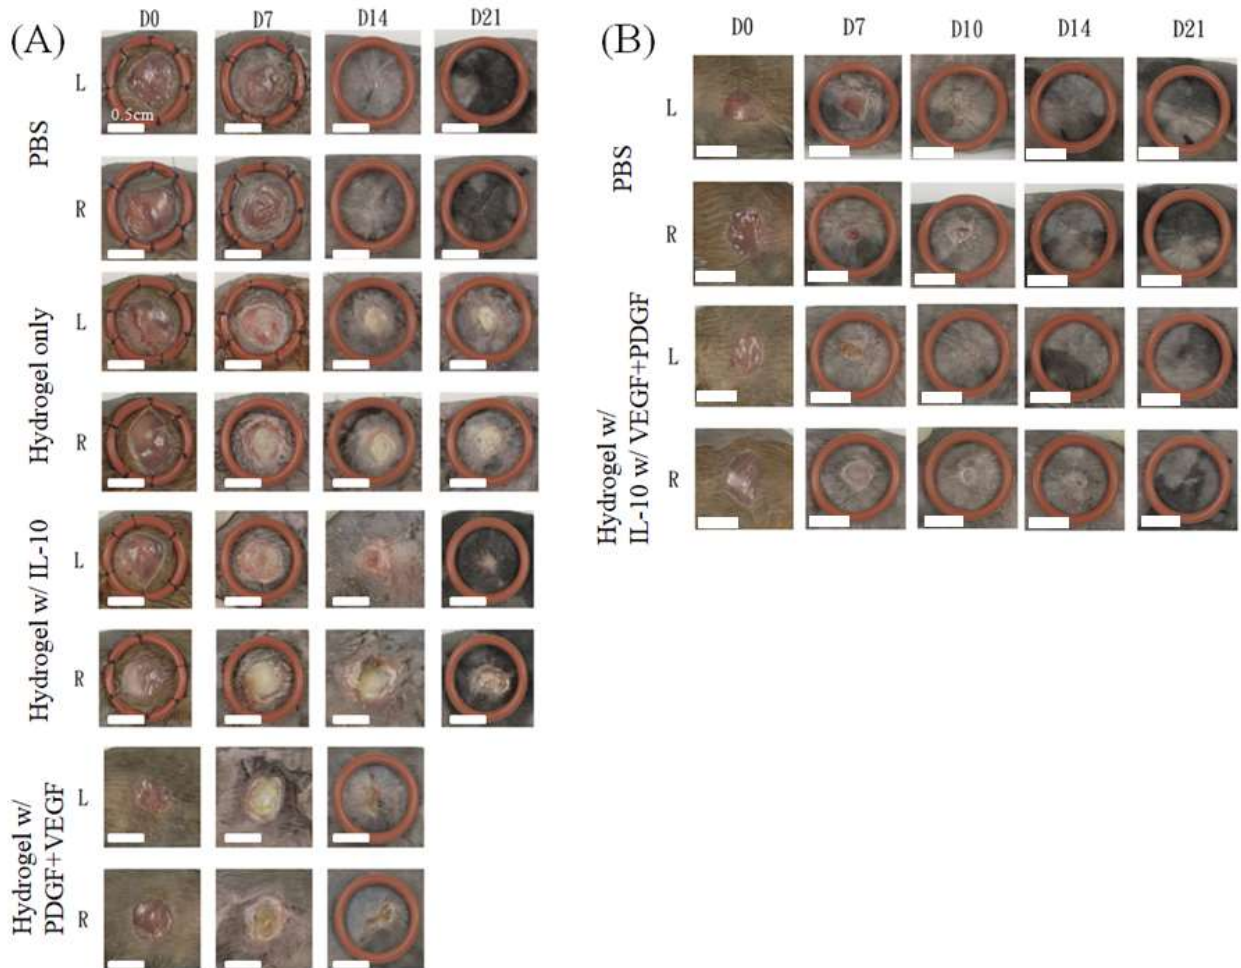 (A)
D0 D7 D14 D21
PBS
L
0.5cm
R
Hydrogel only
L
R
Hydrogel w/ IL-10
L
R
Hydrogel w/
PDGF+VEGF
L
R
(B)
D0 D7 D10 D14 D21
PBS
L
R
Hydrogel w/
IL-10 w/ VEGF+PDGF
L
R